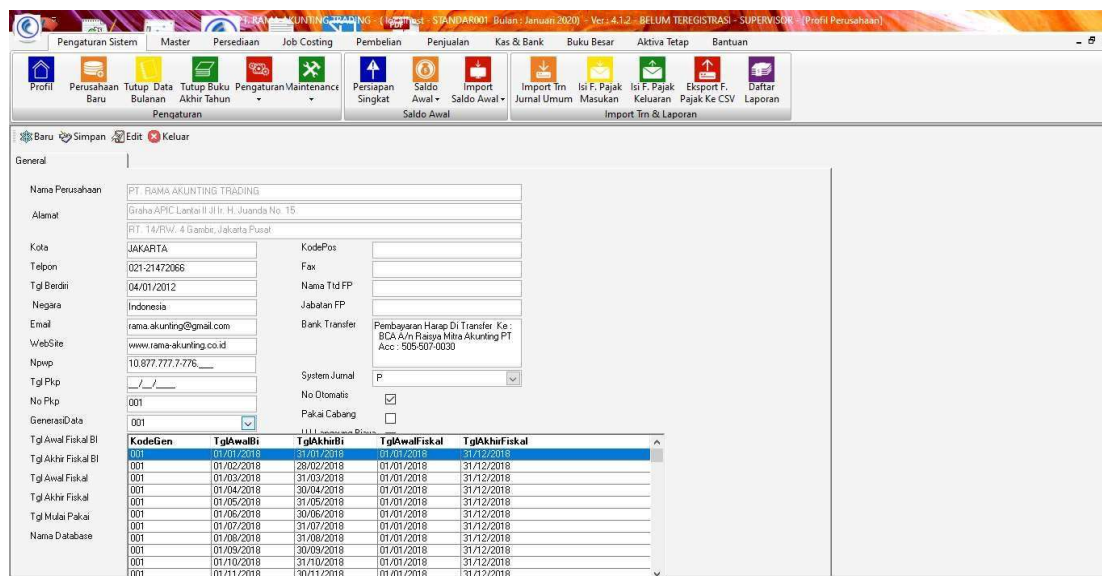 PT. RAMA AKUNTING TRADING - ( localhost - STANDAR001 Bulan : Januari 2020) - Ver : 4.1.2 - BELUM TEREGISTRASI - SUPERVISOR - [Profil Perusahaan]
Pengaturan Sistem Master Persediaan Job Costing Pembelian Penjualan Kas & Bank Buku Besar Aktiva Tetap Bantuan
Profil Perusahaan Baru Tutup Data Bulanan Tutup Buku Akhir Tahun Pengaturan Maintenance Persiapan Singkat Saldo Awal Import Saldo Awal Import Trn Jurnal Umum Isi F. Pajak Masukan Isi F. Pajak Keluaran Eksport F. Pajak Ke CSV Daftar Laporan
Pengaturan Saldo Awal Import Trn & Laporan
Baru Simpan Edit Keluar
General
Nama Perusahaan PT. RAMA AKUNTING TRADING
Alamat Graha APIC Lantai II Jl Ir. H. Juanda No. 15.
RT. 14/RW. 4 Gambir, Jakarta Pusat
Kota JAKARTA KodePos
Telpon 021-21472066 Fax
Tgl Berdiri 04/01/2012 Nama Ttd FP
Negara Indonesia Jabatan FP
Email rama.akunting@gmail.com Bank Transfer Pembayaran Harap Di Transfer Ke :
BCA A/n Raisya Mitra Akunting PT
WebSite www.rama-akunting.co.id Acc : 505-507-0030
Npwp 10.877.777.7-776.___
Tgl Pkp __/__/____ System Jurnal P
No Pkp 001 No Otomatis
GenerasiData 001 Pakai Cabang
Tgl Awal Fiskal Bl KodeGen TglAwalBi TglAkhirBi TglAwalFiskal TglAkhirFiskal
001 01/01/2018 31/01/2018 01/01/2018 31/12/2018
Tgl Akhir Fiskal Bl 001 01/02/2018 28/02/2018 01/01/2018 31/12/2018
Tgl Awal Fiskal 001 01/03/2018 31/03/2018 01/01/2018 31/12/2018
001 01/04/2018 30/04/2018 01/01/2018 31/12/2018
Tgl Akhir Fiskal 001 01/05/2018 31/05/2018 01/01/2018 31/12/2018
Tgl Mulai Pakai 001 01/06/2018 30/06/2018 01/01/2018 31/12/2018
001 01/07/2018 31/07/2018 01/01/2018 31/12/2018
Nama Database 001 01/08/2018 31/08/2018 01/01/2018 31/12/2018
001 01/09/2018 30/09/2018 01/01/2018 31/12/2018
001 01/10/2018 31/10/2018 01/01/2018 31/12/2018
001 01/11/2018 30/11/2018 01/01/2018 31/12/2018